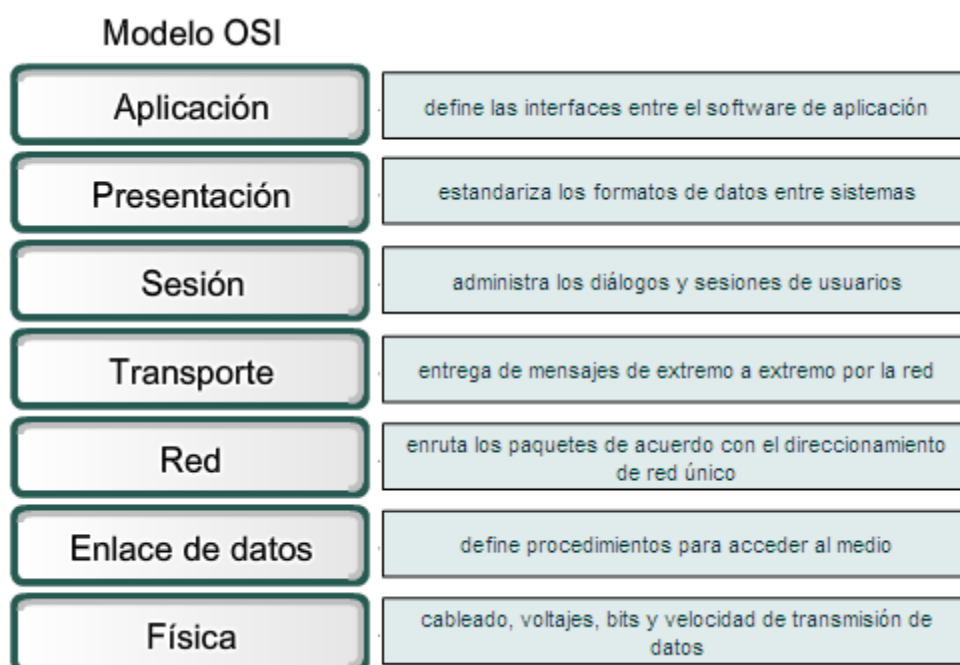 Modelo OSI
Aplicación
define las interfaces entre el software de aplicación
Presentación
estandariza los formatos de datos entre sistemas
Sesión
administra los diálogos y sesiones de usuarios
Transporte
entrega de mensajes de extremo a extremo por la red
Red
enruta los paquetes de acuerdo con el direccionamiento
de red único
Enlace de datos
define procedimientos para acceder al medio
Física
cableado, voltajes, bits y velocidad de transmisión de
datos